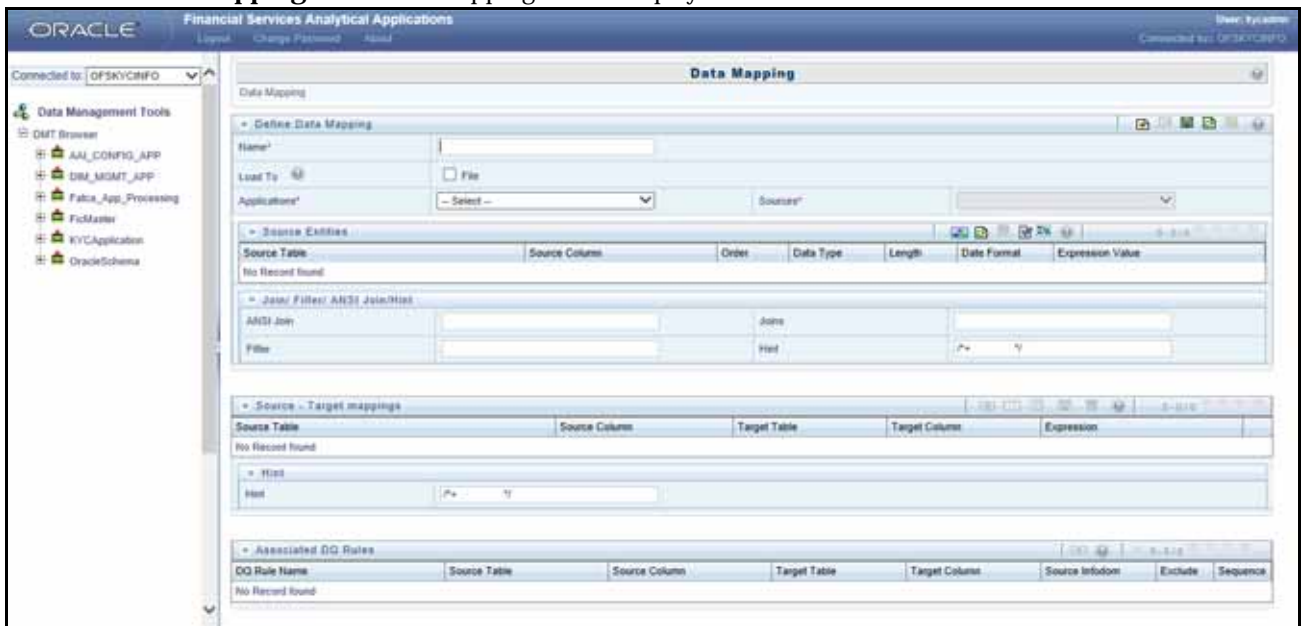 ORACLE
Financial Services Analytical Applications
Logout Change Password About
User: kycadmin
Connected to: OFSKYCINFO
Connected to: OFSKYCINFO
Data Management Tools
DMT Browser
AAI_CONFIG_APP
DIM_MGMT_APP
Fatca_App_Processing
FicMaster
KYCApplication
OracleSchema
Data Mapping
Data Mapping
Define Data Mapping
Name*
Load To File
Applications* -- Select -- Sources*
Source Entities
Source Table Source Column Order Data Type Length Date Format Expression Value
No Record found
Join/ Filter/ ANSI Join/Hint
ANSI Join Joins
Filter Hint /*+ */
Source - Target mappings
Source Table Source Column Target Table Target Column Expression
No Record found
Hint
Hint /*+ */
Associated DQ Rules
DQ Rule Name Source Table Source Column Target Table Target Column Source Infodom Exclude Sequence
No Record found